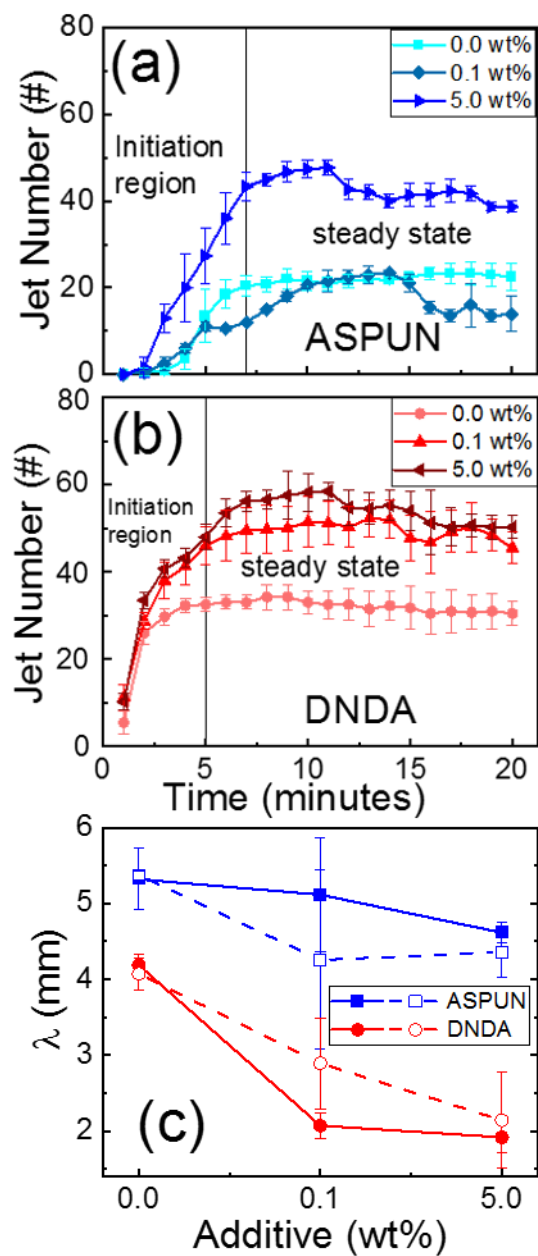 80
60
40
20
0
Jet Number (#)
(a)
0.0 wt%
0.1 wt%
5.0 wt%
Initiation
region
steady state
ASPUN
80
60
40
20
0
Jet Number (#)
(b)
0.0 wt%
0.1 wt%
5.0 wt%
Initiation
region
steady state
DNDA
0 5 10 15 20
Time (minutes)
6
5
4
3
2
λ (mm)
ASPUN
DNDA
(c)
0.0 0.1 5.0
Additive (wt%)